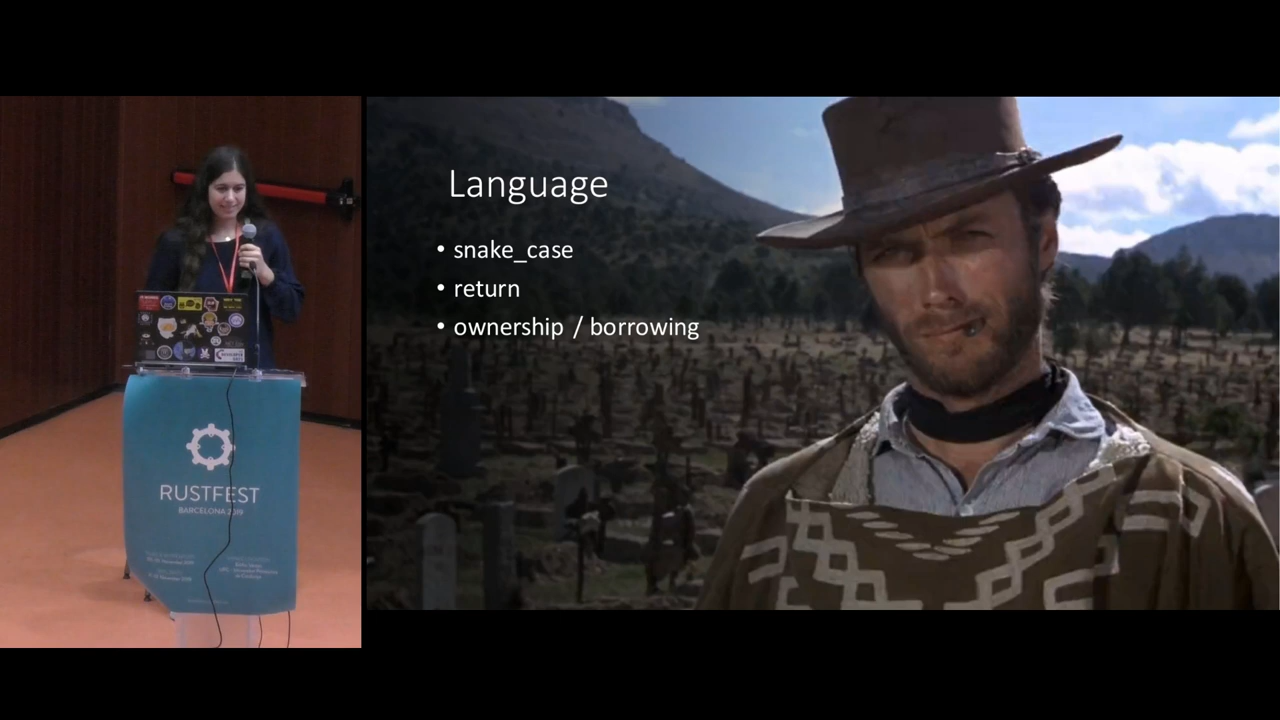 Language
• snake_case
• return
• ownership / borrowing
RUSTFEST
BARCELONA 2019